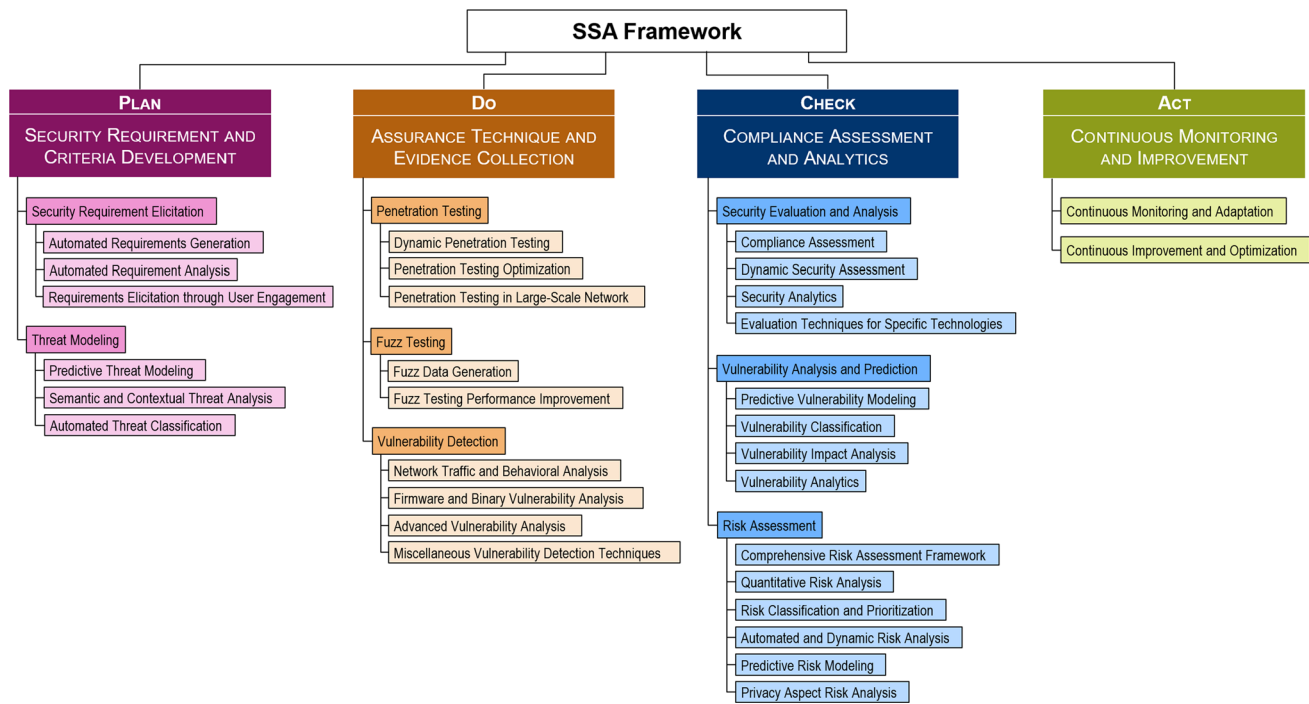 SSA Framework
PLAN
SECURITY REQUIREMENT AND
CRITERIA DEVELOPMENT
Security Requirement Elicitation
Automated Requirements Generation
Automated Requirement Analysis
Requirements Elicitation through User Engagement
Threat Modeling
Predictive Threat Modeling
Semantic and Contextual Threat Analysis
Automated Threat Classification
DO
ASSURANCE TECHNIQUE AND
EVIDENCE COLLECTION
Penetration Testing
Dynamic Penetration Testing
Penetration Testing Optimization
Penetration Testing in Large-Scale Network
Fuzz Testing
Fuzz Data Generation
Fuzz Testing Performance Improvement
Vulnerability Detection
Network Traffic and Behavioral Analysis
Firmware and Binary Vulnerability Analysis
Advanced Vulnerability Analysis
Miscellaneous Vulnerability Detection Techniques
CHECK
COMPLIANCE ASSESSMENT
AND ANALYTICS
Security Evaluation and Analysis
Compliance Assessment
Dynamic Security Assessment
Security Analytics
Evaluation Techniques for Specific Technologies
Vulnerability Analysis and Prediction
Predictive Vulnerability Modeling
Vulnerability Classification
Vulnerability Impact Analysis
Vulnerability Analytics
Risk Assessment
Comprehensive Risk Assessment Framework
Quantitative Risk Analysis
Risk Classification and Prioritization
Automated and Dynamic Risk Analysis
Predictive Risk Modeling
Privacy Aspect Risk Analysis
ACT
CONTINUOUS MONITORING
AND IMPROVEMENT
Continuous Monitoring and Adaptation
Continuous Improvement and Optimization